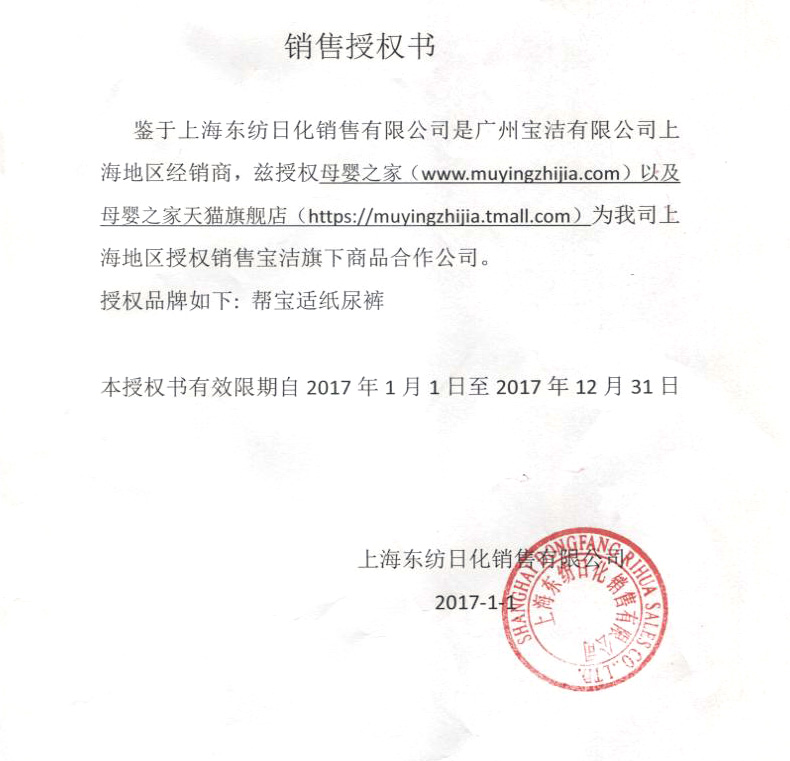 销售授权书
鉴于上海东纺日化销售有限公司是广州宝洁有限公司上
海地区经销商，兹授权母婴之家（www.muyingzhijia.com）以及
母婴之家天猫旗舰店（https://muyingzhijia.tmall.com）为我司上
海地区授权销售宝洁旗下商品合作公司。
授权品牌如下: 帮宝适纸尿裤
本授权书有效限期自 2017 年 1 月 1 日至 2017 年 12 月 31 日
上海东纺日化销售有限公司
2017-1-1
SHANGHAI DONGFANG RIHUA SALES CO.,LTD.
上海东纺日化销售有限公司